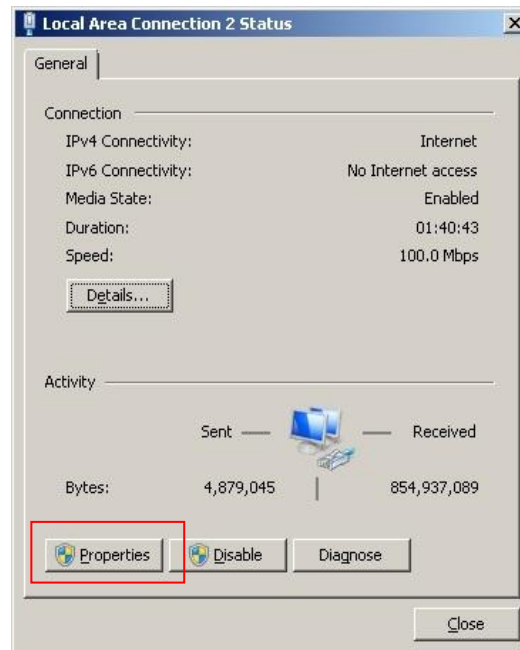 Local Area Connection 2 Status
General
Connection
IPv4 Connectivity: Internet
IPv6 Connectivity: No Internet access
Media State: Enabled
Duration: 01:40:43
Speed: 100.0 Mbps
Details...
Activity
Sent — — Received
Bytes: 4,879,045 | 854,937,089
Properties Disable Diagnose
Close